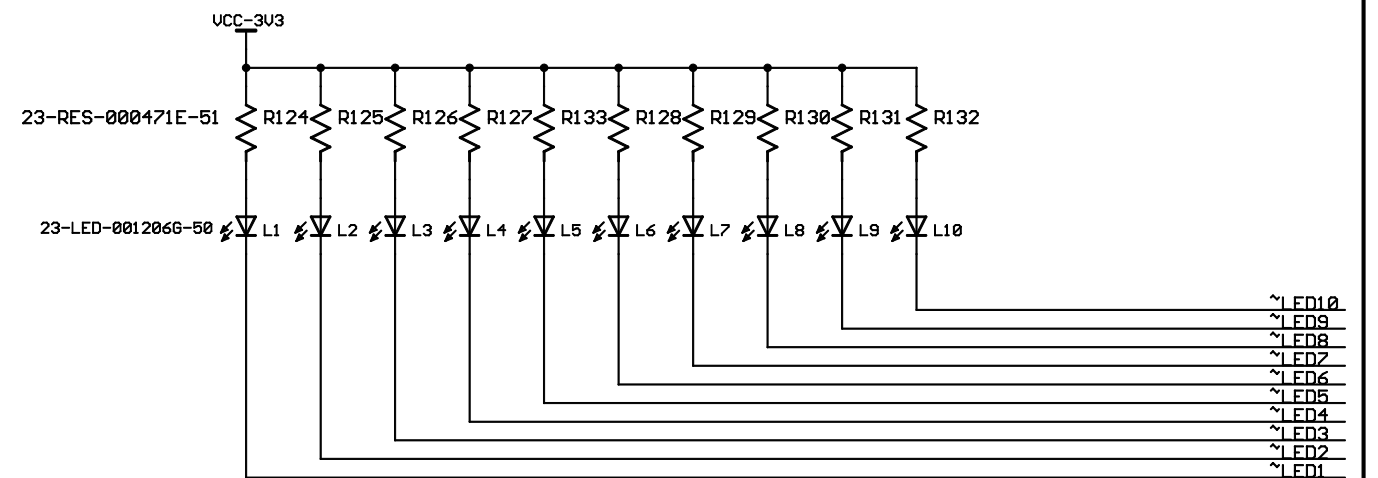 VCC-3V3
23-RES-000471E-51 R124 R125 R126 R127 R133 R128 R129 R130 R131 R132
23-LED-001206G-50 L1 L2 L3 L4 L5 L6 L7 L8 L9 L10
~LED10
~LED9
~LED8
~LED7
~LED6
~LED5
~LED4
~LED3
~LED2
~LED1